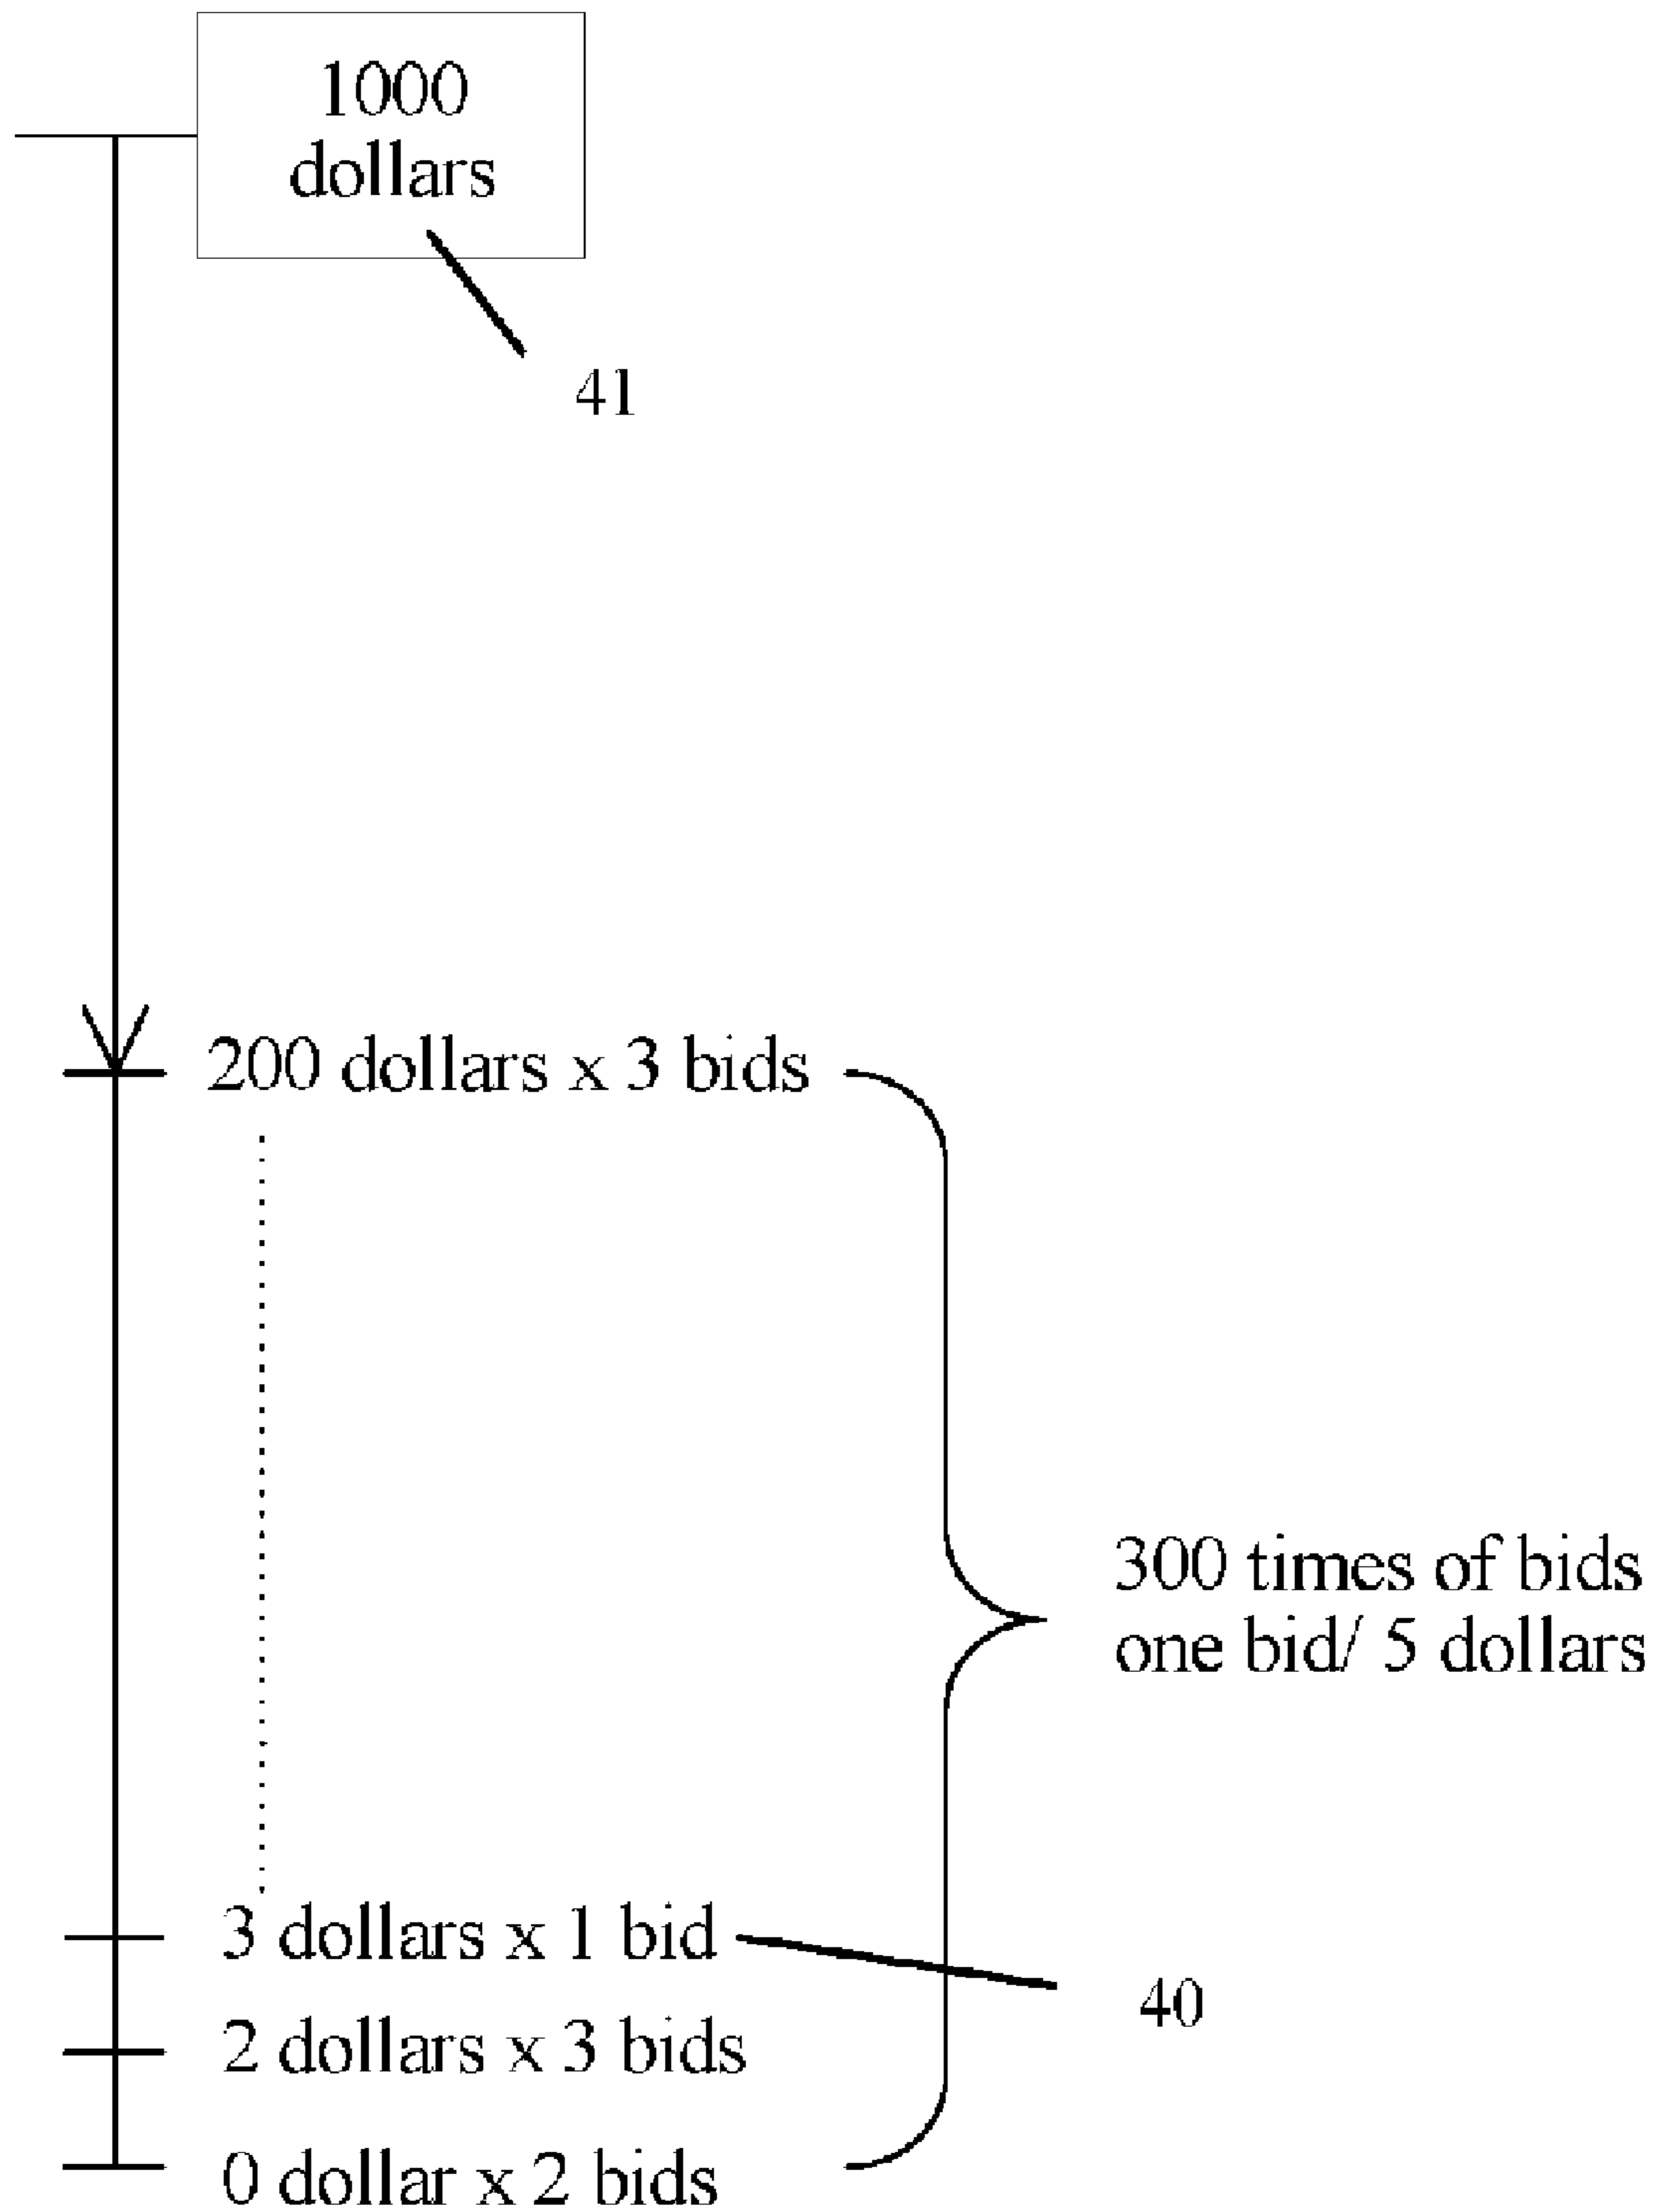 1000
dollars
41
200 dollars x 3 bids
300 times of bids
one bid/ 5 dollars
3 dollars x 1 bid
40
2 dollars x 3 bids
0 dollar x 2 bids